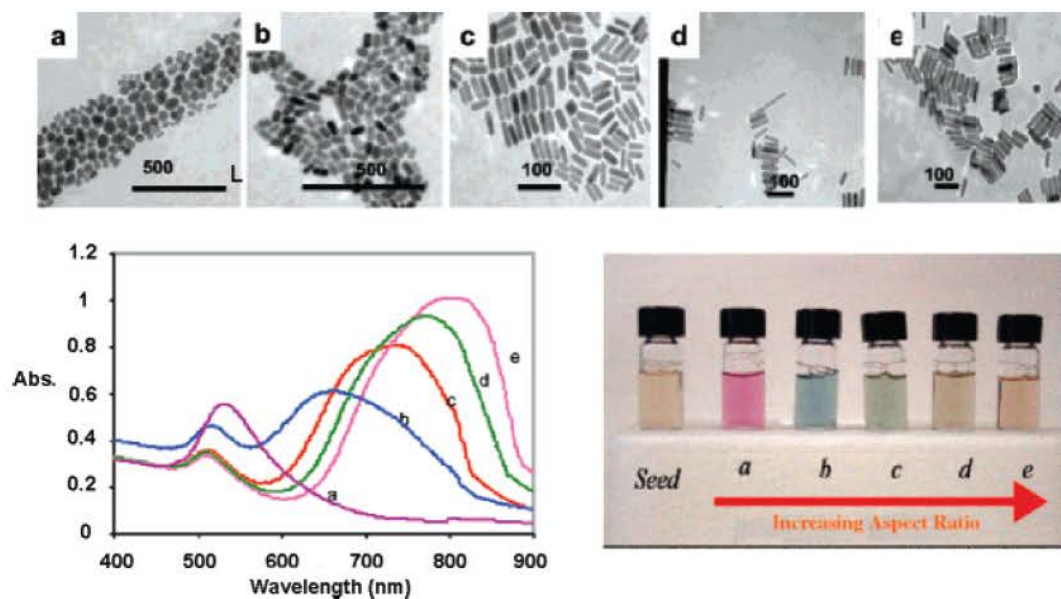 a
b
c
d
e
500
L
500
100
100
100
1.2
1
0.8
0.6
0.4
0.2
0
Abs.
400
500
600
700
800
900
Wavelength (nm)
a
b
c
d
e
Seed
a
b
c
d
e
Increasing Aspect Ratio